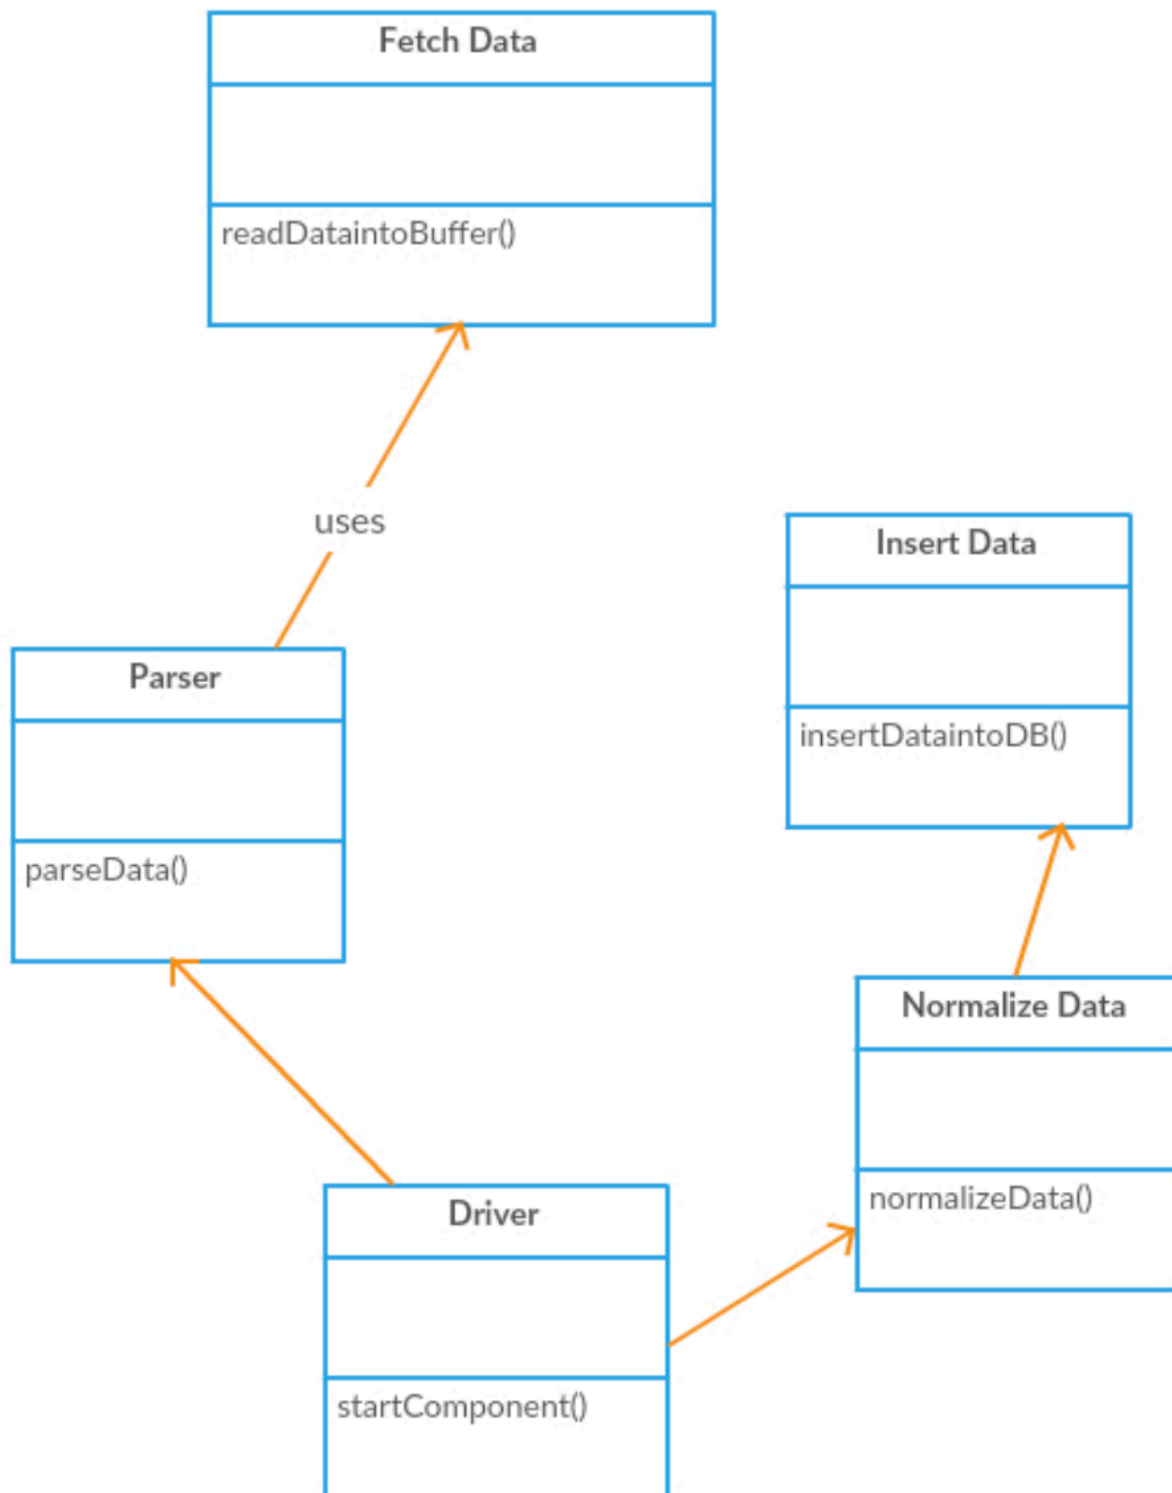 Fetch Data
readDataintoBuffer()
uses
Insert Data
insertDataintoDB()
Parser
parseData()
Normalize Data
normalizeData()
Driver
startComponent()